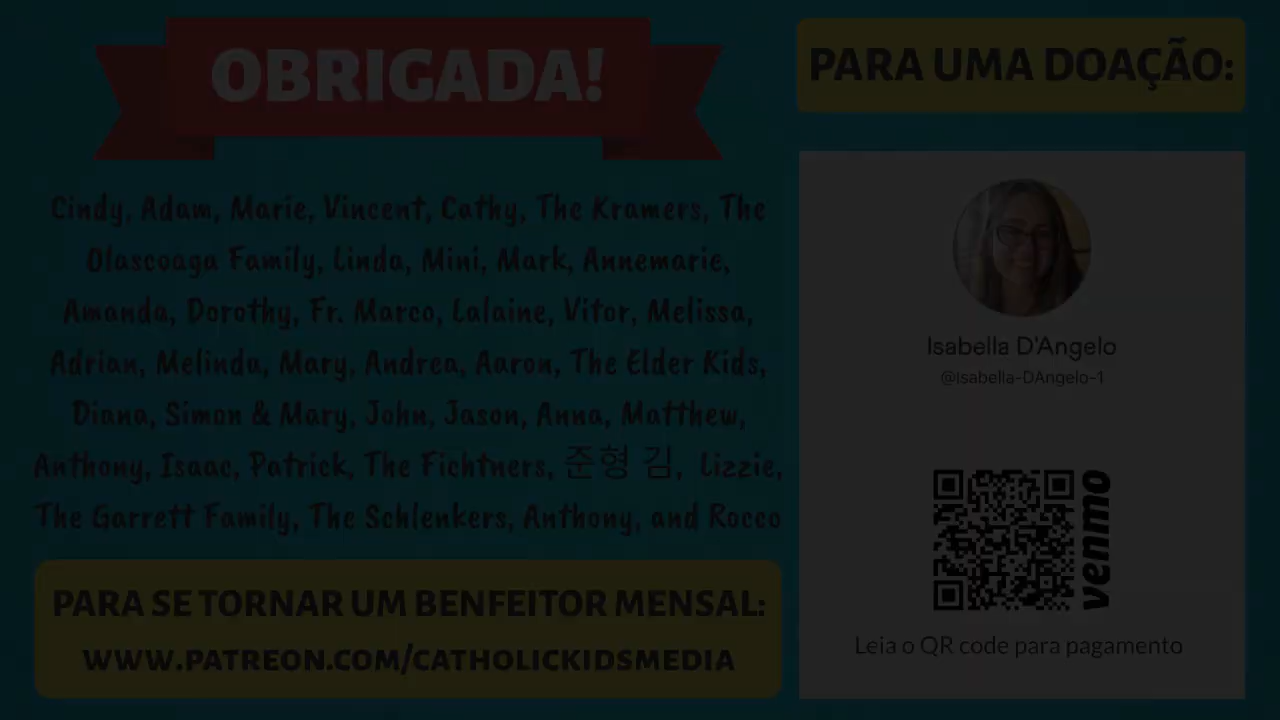 OBRIGADA!
Cindy, Adam, Marie, Vincent, Cathy, The Kramers, The
Olascoaga Family, Linda, Mini, Mark, Annemarie,
Amanda, Dorothy, Fr. Marco, Lalaine, Vitor, Melissa,
Adrian, Melinda, Mary, Andrea, Aaron, The Elder Kids,
Diana, Simon & Mary, John, Jason, Anna, Matthew,
Anthony, Isaac, Patrick, The Fichtners, 준형 김, Lizzie,
The Garrett Family, The Schlenkers, Anthony, and Rocco
PARA SE TORNAR UM BENFEITOR MENSAL:
WWW.PATREON.COM/CATHOLICKIDSMEDIA
PARA UMA DOAÇÃO:
Isabella D'Angelo
@Isabella-DAngelo-1
venmo
Leia o QR code para pagamento